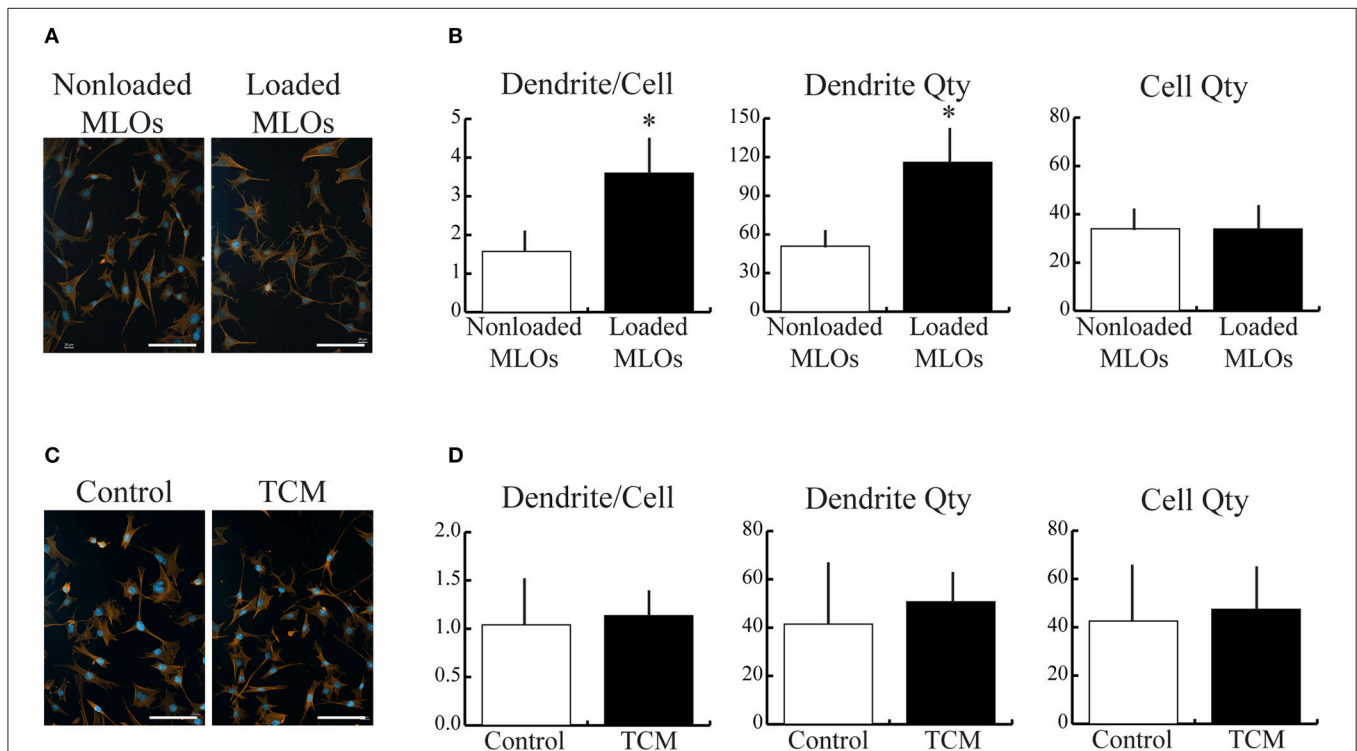 A
Nonloaded
MLOs
Loaded
MLOs
B
Dendrite/Cell
5
4
3
2
1
0
*
Nonloaded
MLOs
Loaded
MLOs
Dendrite Qty
150
120
90
60
30
0
*
Nonloaded
MLOs
Loaded
MLOs
Cell Qty
80
60
40
20
0
Nonloaded
MLOs
Loaded
MLOs
C
Control
TCM
D
Dendrite/Cell
2.0
1.5
1.0
0.5
0.0
Control
TCM
Dendrite Qty
80
60
40
20
0
Control
TCM
Cell Qty
80
60
40
20
0
Control
TCM